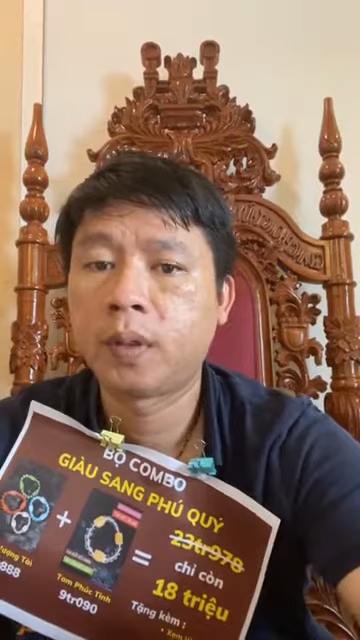 BỘ COMBO
GIÀU SANG PHÚ QUÝ
23tr978
chỉ còn
18 triệu
Tặng kèm:
+
=
Tam Phúc Tinh
9tr090
888